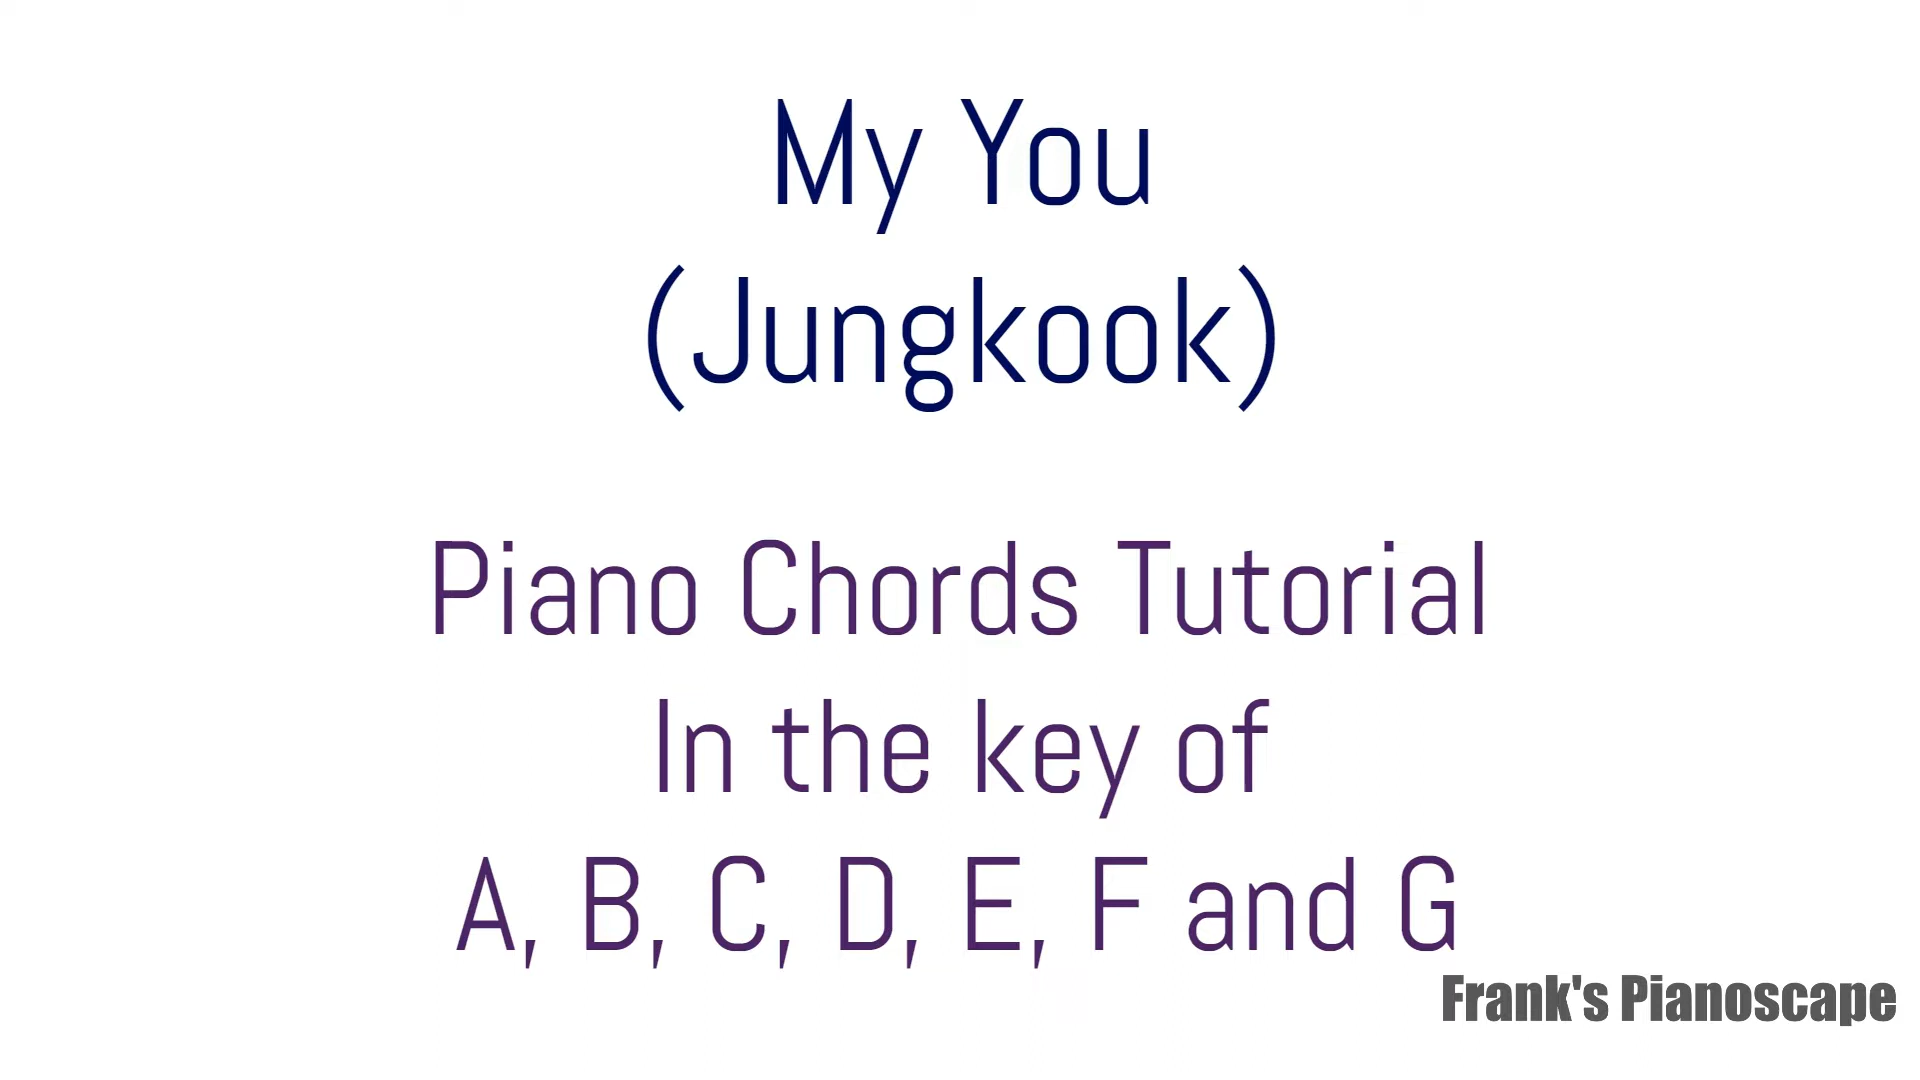 My You
(Jungkook)
Piano Chords Tutorial
In the key of
A, B, C, D, E, F and G
Frank's Pianoscape